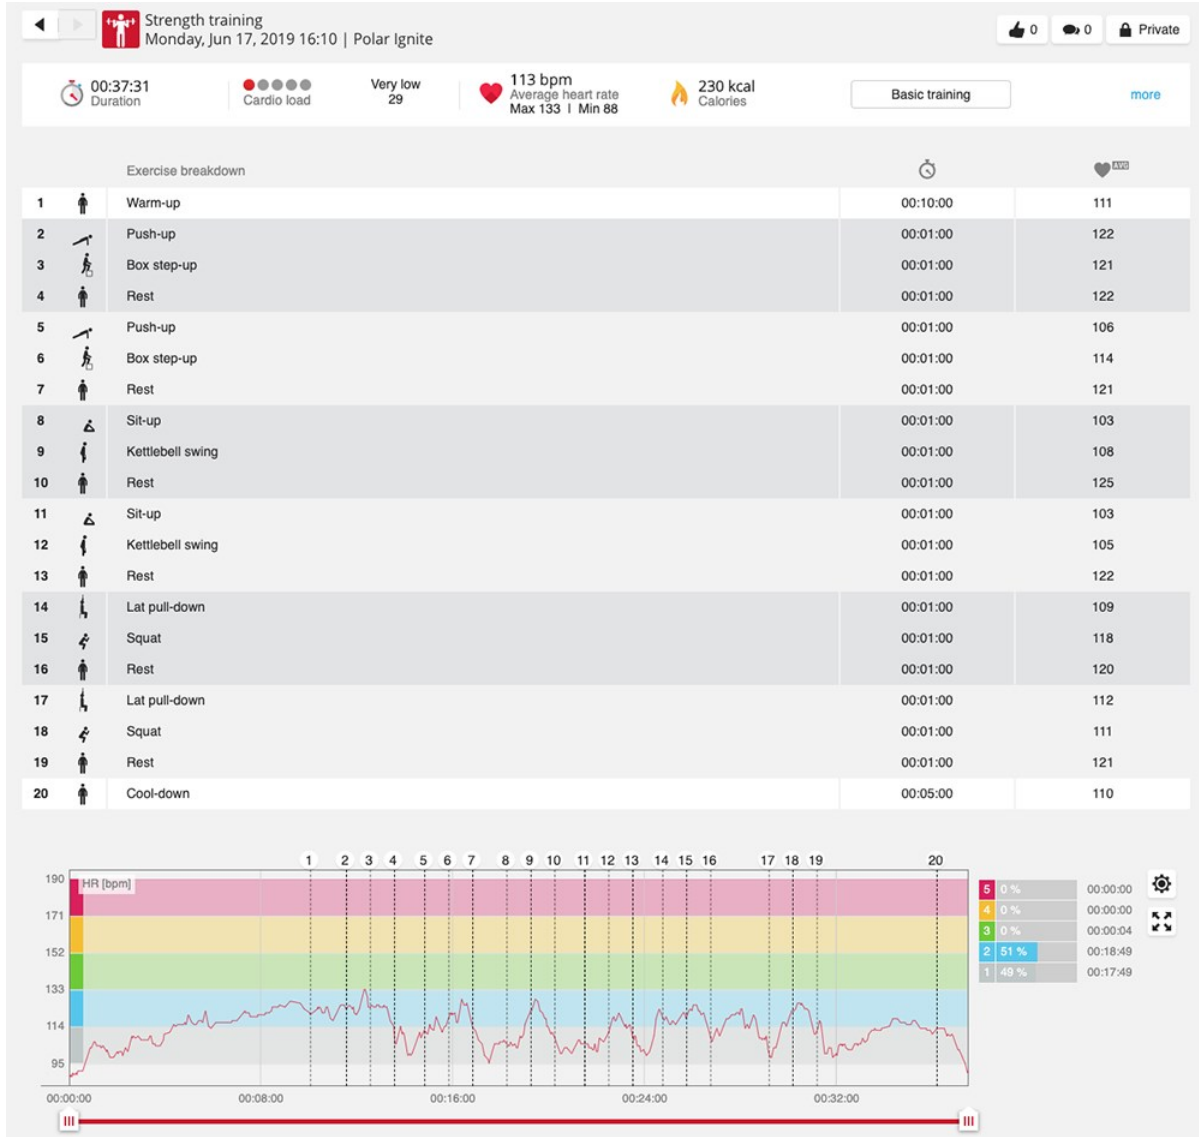 Strength training
Monday, Jun 17, 2019 16:10 | Polar Ignite
0
0
Private
00:37:31
Duration
Cardio load
Very low
29
113 bpm
Average heart rate
Max 133 | Min 88
230 kcal
Calories
Basic training
more
Exercise breakdown
AVG
1 Warm-up 00:10:00 111
2 Push-up 00:01:00 122
3 Box step-up 00:01:00 121
4 Rest 00:01:00 122
5 Push-up 00:01:00 106
6 Box step-up 00:01:00 114
7 Rest 00:01:00 121
8 Sit-up 00:01:00 103
9 Kettlebell swing 00:01:00 108
10 Rest 00:01:00 125
11 Sit-up 00:01:00 103
12 Kettlebell swing 00:01:00 105
13 Rest 00:01:00 122
14 Lat pull-down 00:01:00 109
15 Squat 00:01:00 118
16 Rest 00:01:00 120
17 Lat pull-down 00:01:00 112
18 Squat 00:01:00 111
19 Rest 00:01:00 121
20 Cool-down 00:05:00 110
1 2 3 4 5 6 7 8 9 10 11 12 13 14 15 16 17 18 19 20
HR [bpm]
190
171
152
133
114
95
00:00:00 00:08:00 00:16:00 00:24:00 00:32:00
5 0 % 00:00:00
4 0 % 00:00:00
3 0 % 00:00:04
2 51 % 00:18:49
1 49 % 00:17:49